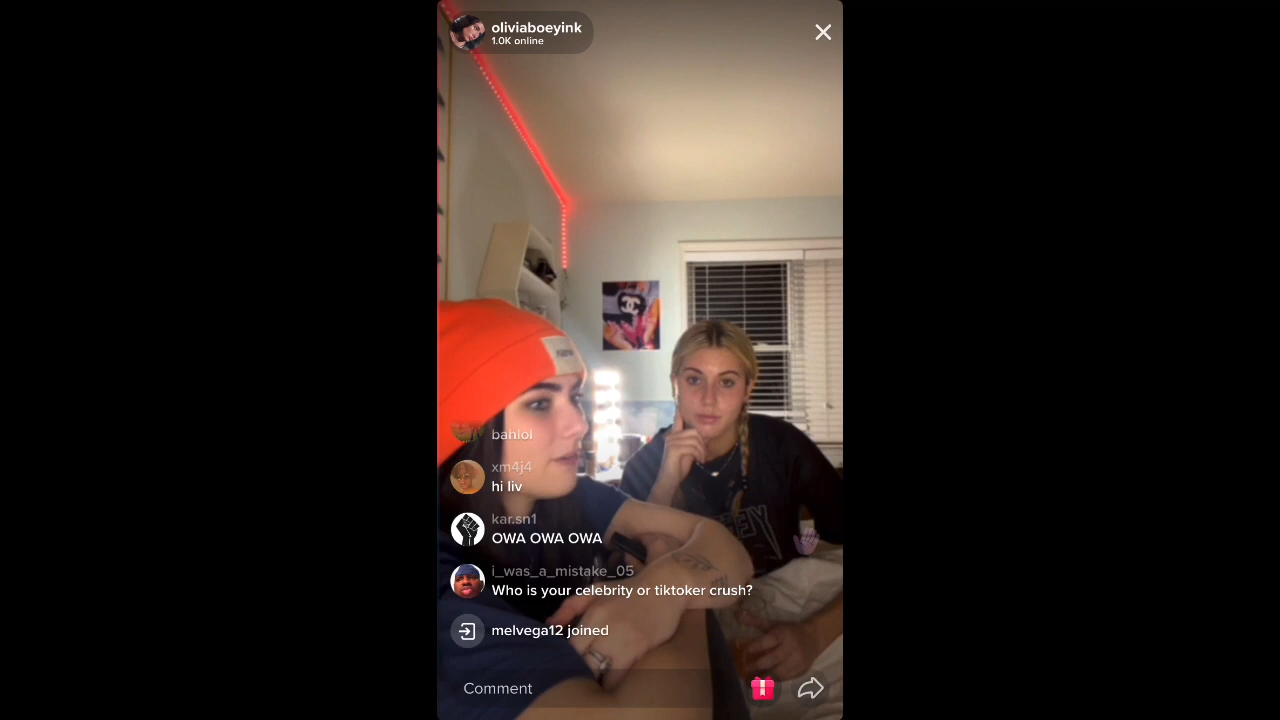 oliviaboeyink
1.0K online
bahlol
xm4j4
hi liv
kar.sn1
OWA OWA OWA
i_was_a_mistake_05
Who is your celebrity or tiktoker crush?
melvega12 joined
Comment